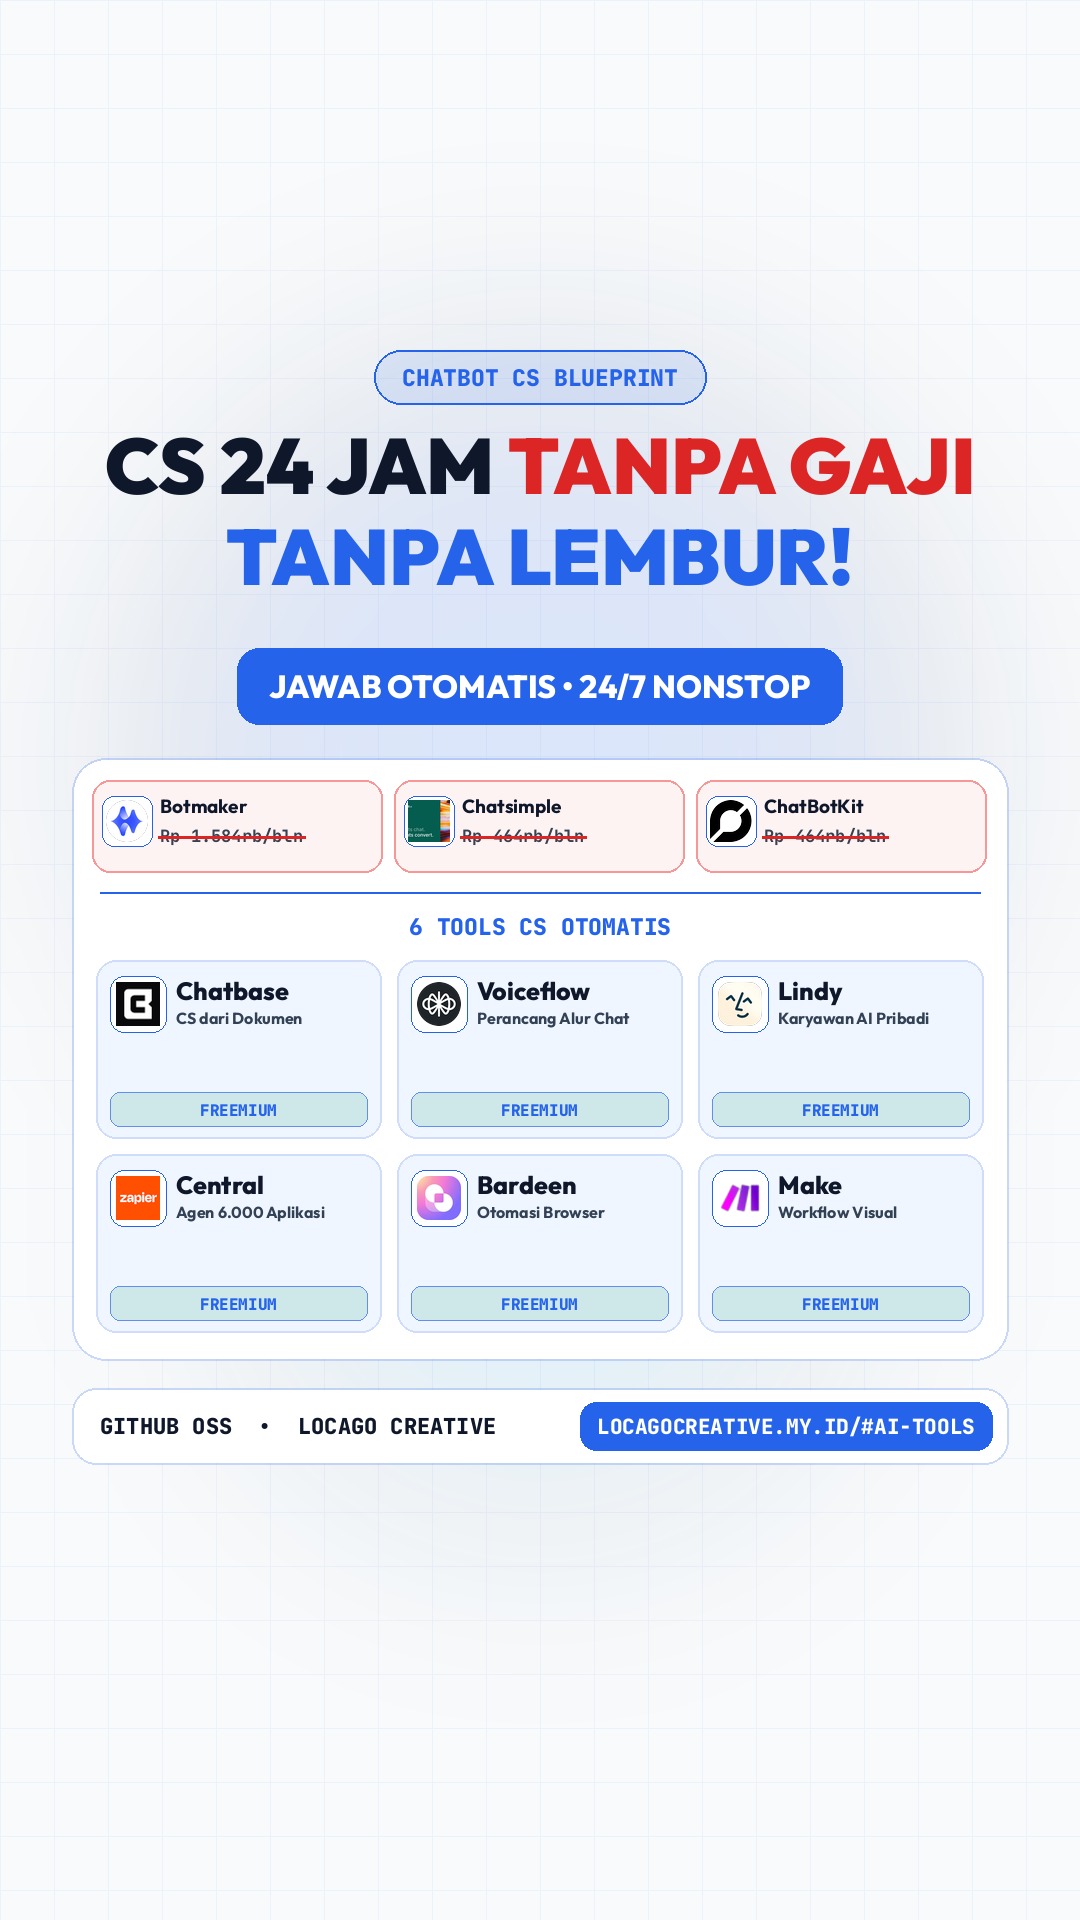 CHATBOT CS BLUEPRINT
CS 24 JAM TANPA GAJI
TANPA LEMBUR!
JAWAB OTOMATIS • 24/7 NONSTOP
Botmaker
Rp 1.584rb/bln
Chatsimple
Rp 464rb/bln
ChatBotKit
Rp 464rb/bln
6 TOOLS CS OTOMATIS
Chatbase
CS dari Dokumen
FREEMIUM
Voiceflow
Perancang Alur Chat
FREEMIUM
Lindy
Karyawan AI Pribadi
FREEMIUM
zapier
Central
Agen 6.000 Aplikasi
FREEMIUM
Bardeen
Otomasi Browser
FREEMIUM
Make
Workflow Visual
FREEMIUM
GITHUB OSS • LOCAGO CREATIVE
LOCAGOCREATIVE.MY.ID/#AI-TOOLS